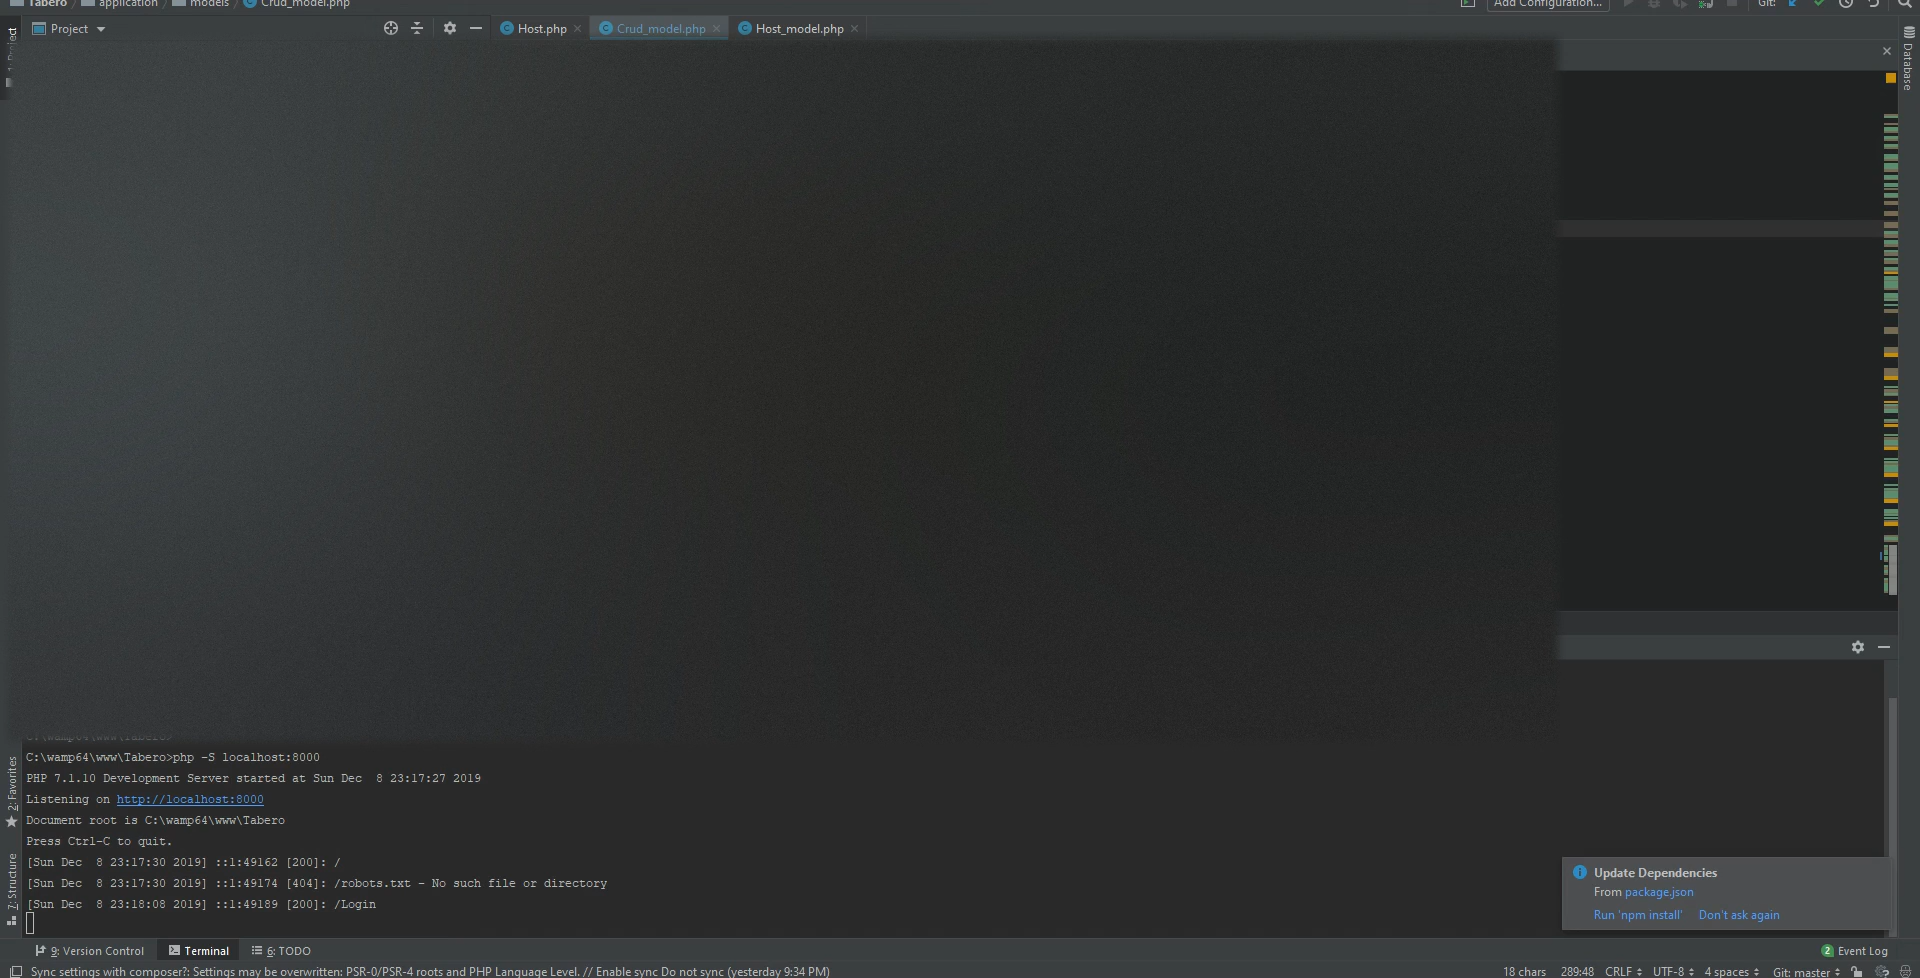 Tabero / application / models / Crud_model.php
Add Configuration...
Git:
1: Project
Project
Host.php
Crud_model.php
Host_model.php
Database
C:\wamp64\www\Tabero>
C:\wamp64\www\Tabero>php -S localhost:8000
PHP 7.1.10 Development Server started at Sun Dec  8 23:17:27 2019
Listening on http://localhost:8000
Document root is C:\wamp64\www\Tabero
Press Ctrl-C to quit.
[Sun Dec  8 23:17:30 2019] ::1:49162 [200]: /
[Sun Dec  8 23:17:30 2019] ::1:49174 [404]: /robots.txt - No such file or directory
[Sun Dec  8 23:18:08 2019] ::1:49189 [200]: /Login
2: Favorites
7: Structure
Update Dependencies
From package.json
Run 'npm install' Don't ask again
9: Version Control
Terminal
6: TODO
2 Event Log
Sync settings with composer?: Settings may be overwritten: PSR-0/PSR-4 roots and PHP Language Level. // Enable sync Do not sync (yesterday 9:34 PM)
18 chars 289:48 CRLF UTF-8 4 spaces Git: master